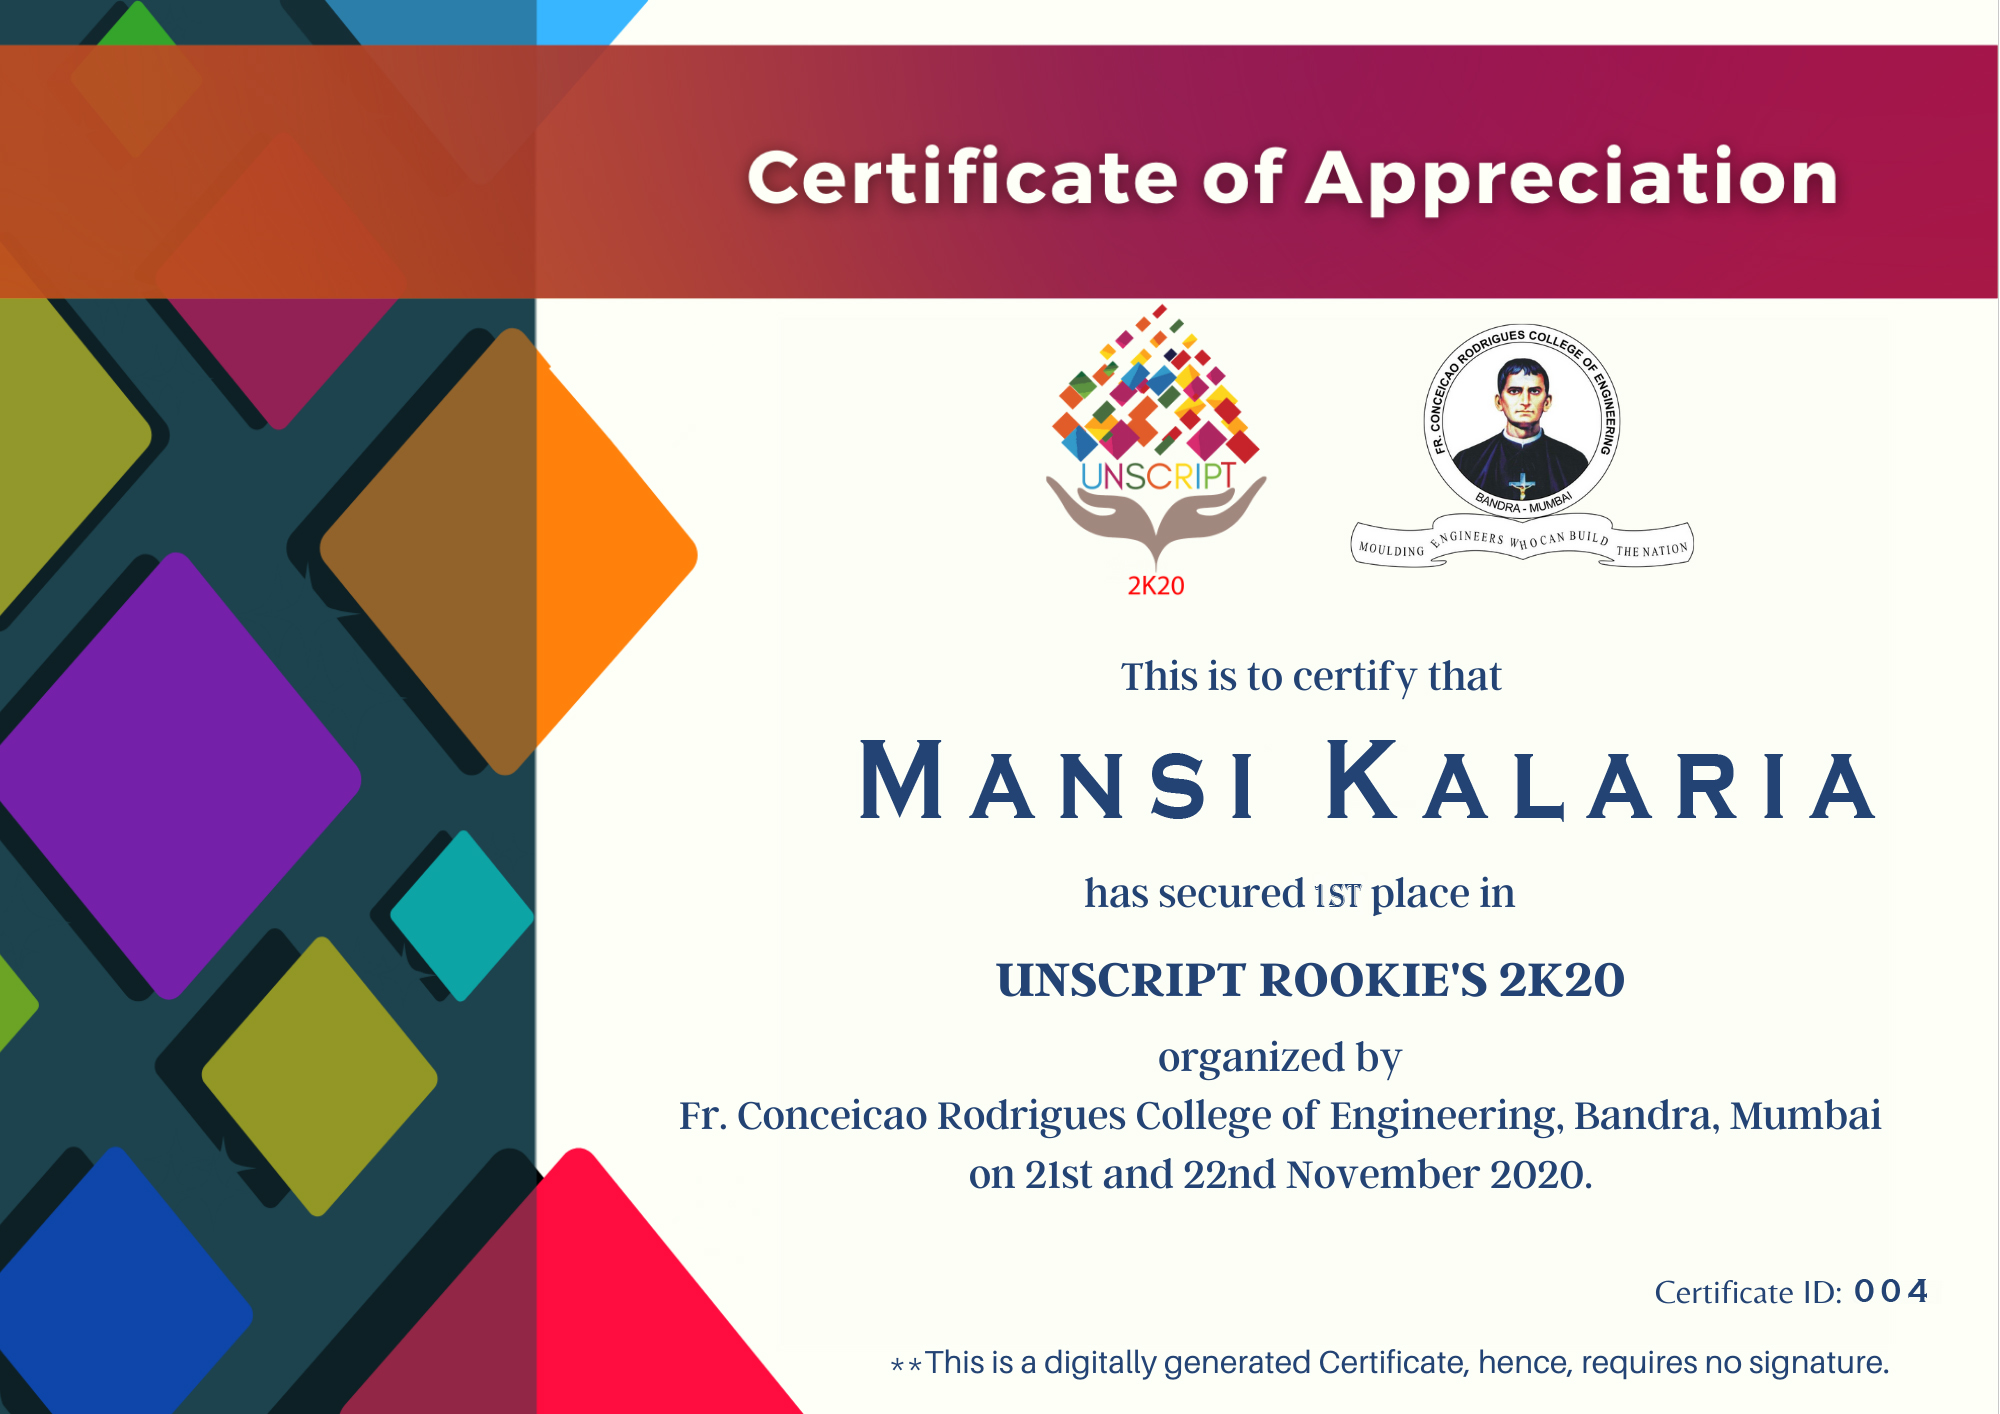 Certificate of Appreciation
UNSCRIPT
2K20
FR. CONCEICAO RODRIGUES COLLEGE OF ENGINEERING
BANDRA - MUMBAI
MOULDING ENGINEERS WHO CAN BUILD THE NATION
This is to certify that
MANSI KALARIA
has secured 1ST place in
UNSCRIPT ROOKIE'S 2K20
organized by
Fr. Conceicao Rodrigues College of Engineering, Bandra, Mumbai
on 21st and 22nd November 2020.
Certificate ID: 004
**This is a digitally generated Certificate, hence, requires no signature.